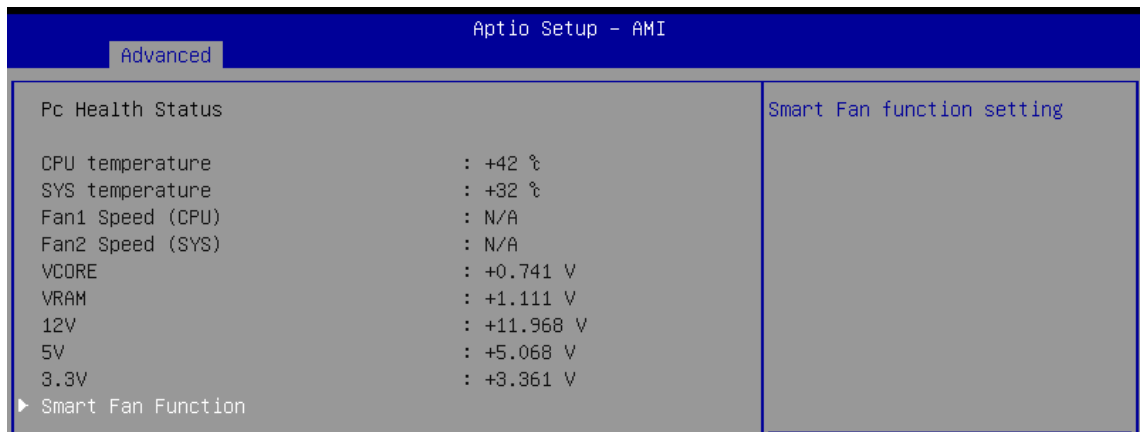 Aptio Setup – AMI
Advanced
Pc Health Status
Smart Fan function setting
CPU temperature : +42 ℃
SYS temperature : +32 ℃
Fan1 Speed (CPU) : N/A
Fan2 Speed (SYS) : N/A
VCORE : +0.741 V
VRAM : +1.111 V
12V : +11.968 V
5V : +5.068 V
3.3V : +3.361 V
Smart Fan Function